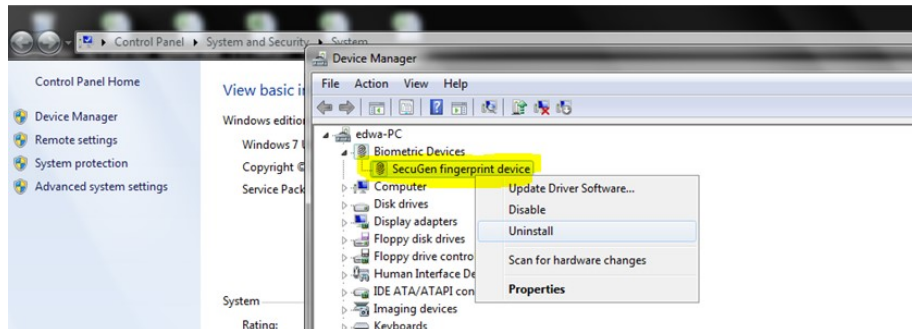 Control Panel ▸ System and Security ▸ System
Control Panel Home
Device Manager
Remote settings
System protection
Advanced system settings
View basic i
Windows editio
Windows 7 U
Copyright ©
Service Pack
System
Rating:
Device Manager
File Action View Help
edwa-PC
Biometric Devices
SecuGen fingerprint device
Computer
Disk drives
Display adapters
Floppy disk drives
Floppy drive contro
Human Interface De
IDE ATA/ATAPI con
Imaging devices
Keyboards
Update Driver Software...
Disable
Uninstall
Scan for hardware changes
Properties